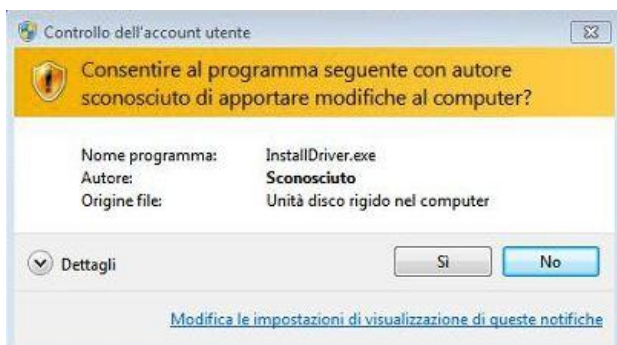 Controllo dell'account utente
Consentire al programma seguente con autore
sconosciuto di apportare modifiche al computer?
Nome programma: InstallDriver.exe
Autore: Sconosciuto
Origine file: Unità disco rigido nel computer
Dettagli Sì No
Modifica le impostazioni di visualizzazione di queste notifiche